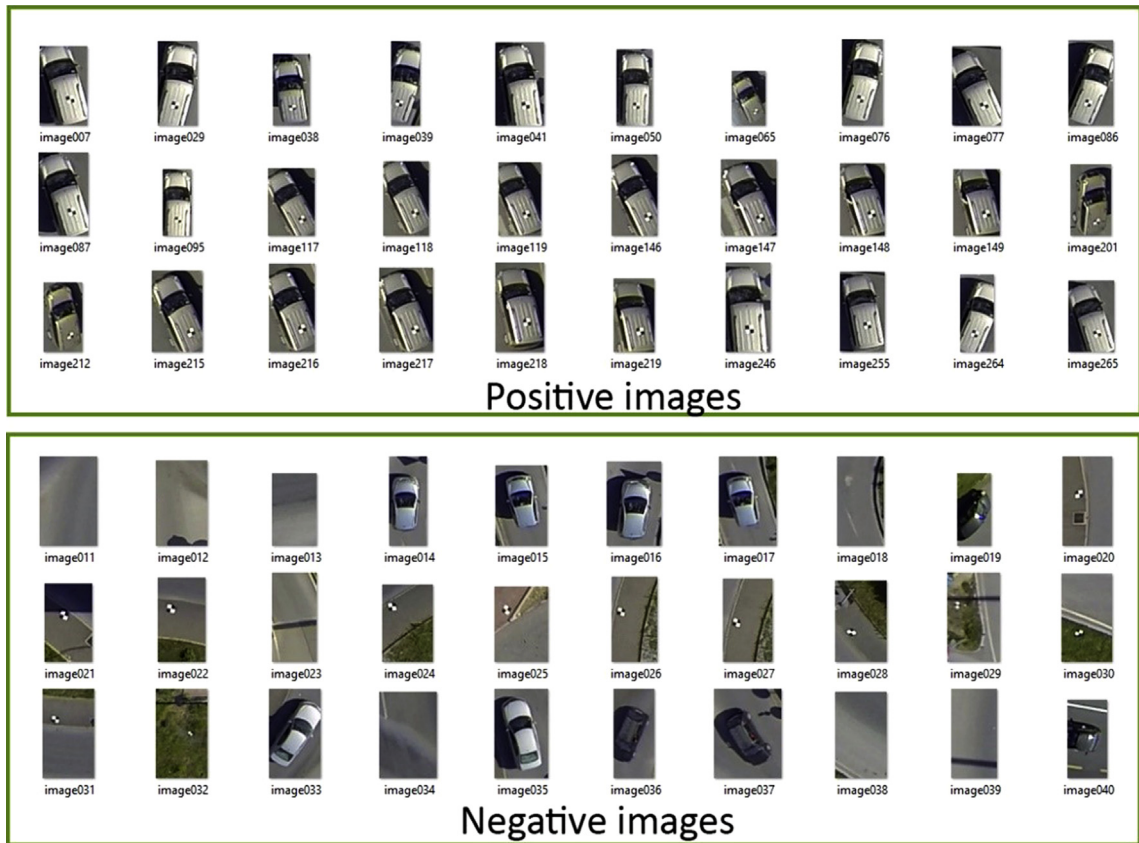 image007 image029 image038 image039 image041 image050 image065 image076 image077 image086
image087 image095 image117 image118 image119 image146 image147 image148 image149 image201
image212 image215 image216 image217 image218 image219 image246 image255 image264 image265
Positive images
image011 image012 image013 image014 image015 image016 image017 image018 image019 image020
image021 image022 image023 image024 image025 image026 image027 image028 image029 image030
image031 image032 image033 image034 image035 image036 image037 image038 image039 image040
Negative images